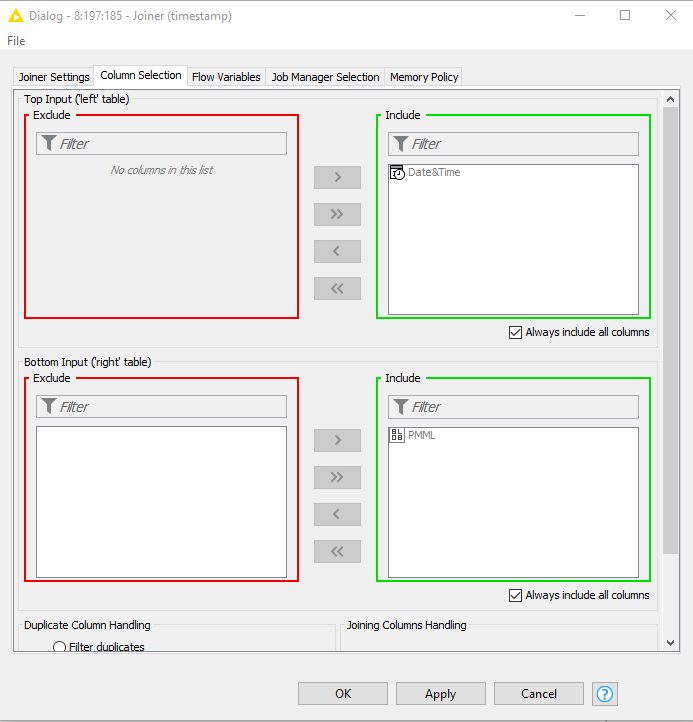 Dialog - 8:197:185 - Joiner (timestamp)
File
Joiner Settings Column Selection Flow Variables Job Manager Selection Memory Policy
Top Input ('left' table)
Exclude Include
Filter Filter
No columns in this list Date&Time
>
>>
<
<<
Always include all columns
Bottom Input ('right' table)
Exclude Include
Filter Filter
PMML
>
>>
<
<<
Always include all columns
Duplicate Column Handling Joining Columns Handling
Filter duplicates
OK Apply Cancel ?